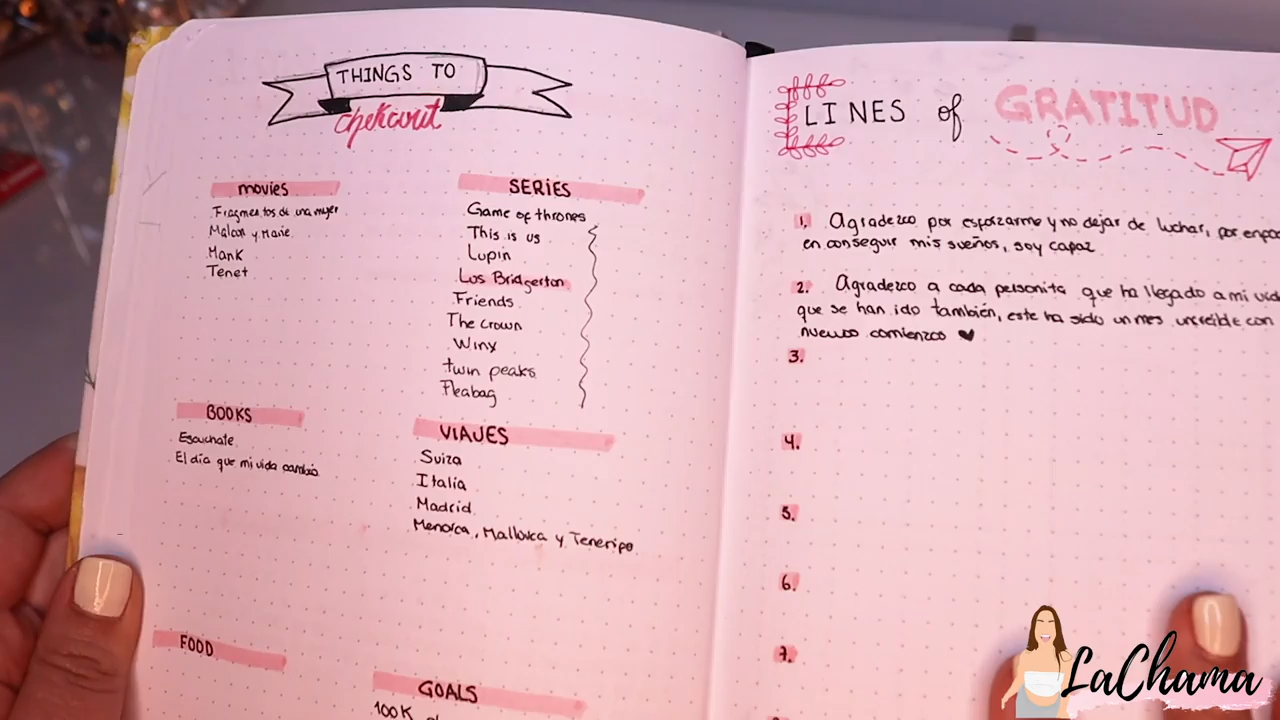 THINGS TO
chekiout
movies
Fragmentos de una mujer
Malcon y Marie
Mank
Tenet
SERIES
Game of thrones
This is us
Lupin
Los Bridgerton
Friends
The Crown
Winx
twin peaks
Fleabag
BOOKS
Escuchate
El día que mi vida cambio
VIAJES
Suiza
Italia
Madrid
Menorca, Mallorca y Tenerife
FOOD
GOALS
100K
LINES of GRATITUD
1. Agradezco por esforzarme y no dejar de luchar, por
en conseguir mis sueños, soy capaz
2. Agradezco a cada personita que ha llegado a mi
que se han ido también, este ha sido un mes increíble con
nuevos comienzos
3.
4.
5.
6.
7.
LaChama